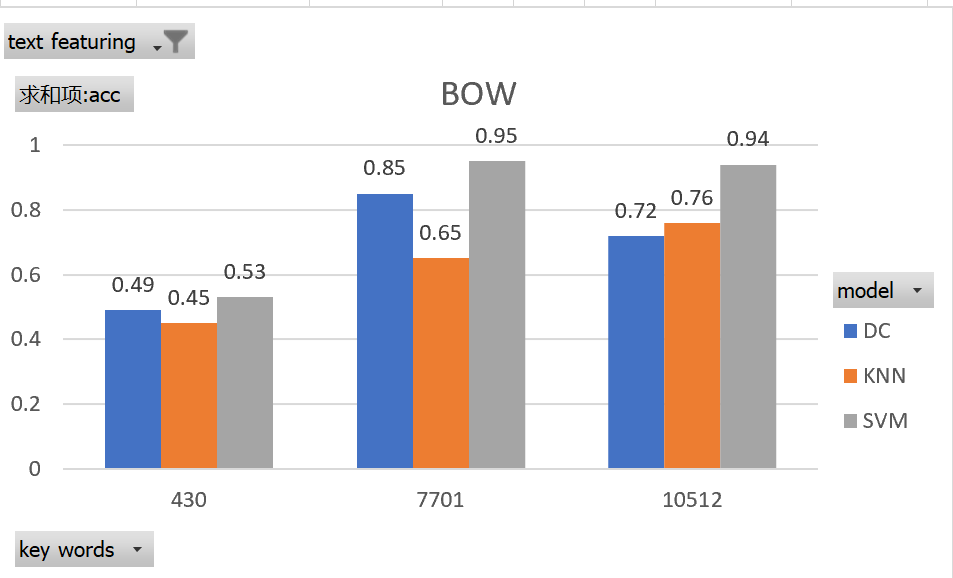 text featuring
求和项:acc
BOW
1
0.8
0.6
0.4
0.2
0
0.49
0.45
0.53
0.85
0.65
0.95
0.72
0.76
0.94
430
7701
10512
model
DC
KNN
SVM
key words